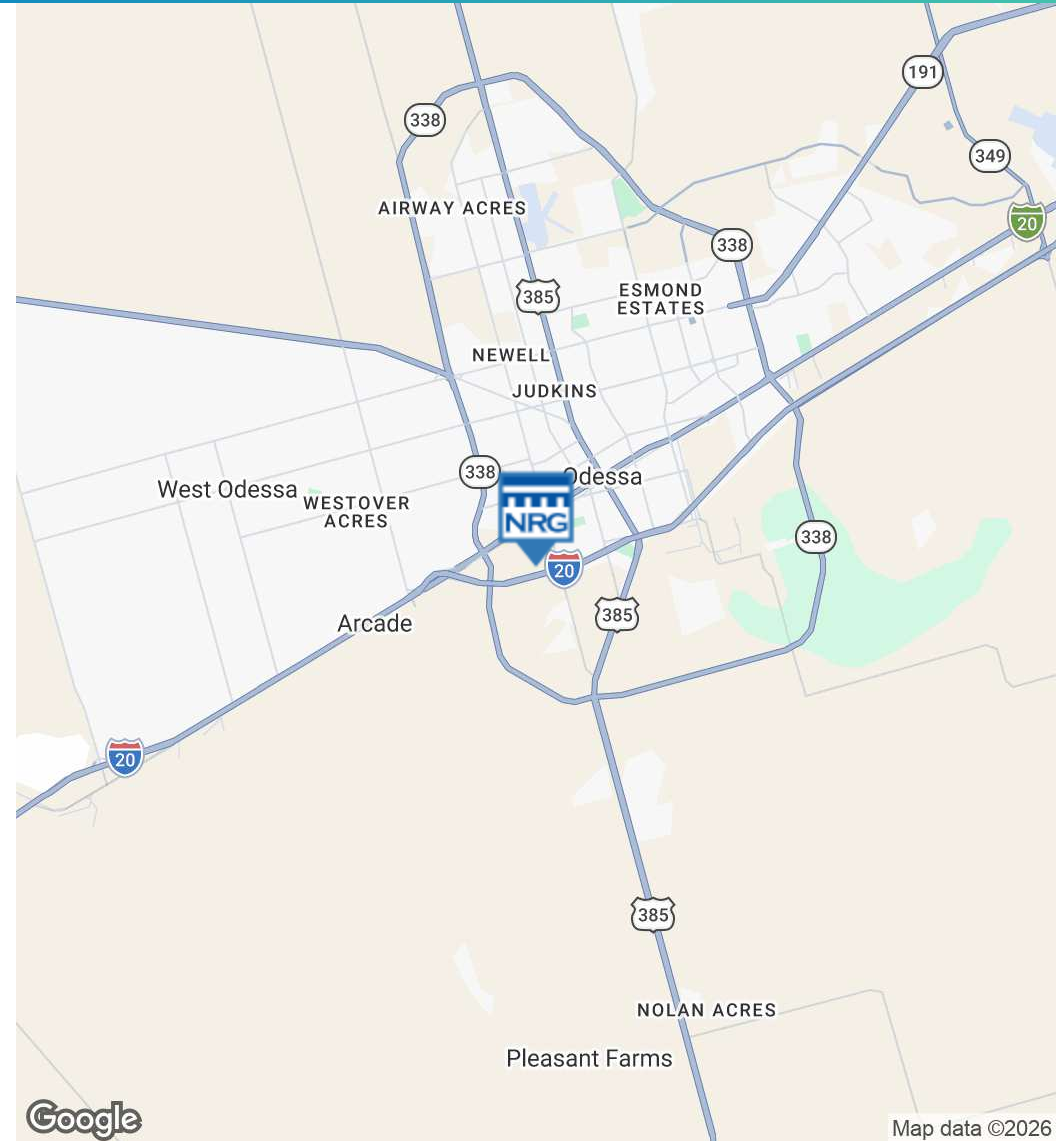 191
338
349
AIRWAY ACRES
20
338
385
ESMOND
ESTATES
NEWELL
JUDKINS
338
Odessa
West Odessa
WESTOVER
ACRES
NRG
338
20
385
Arcade
20
385
NOLAN ACRES
Pleasant Farms
Google
Map data ©2026